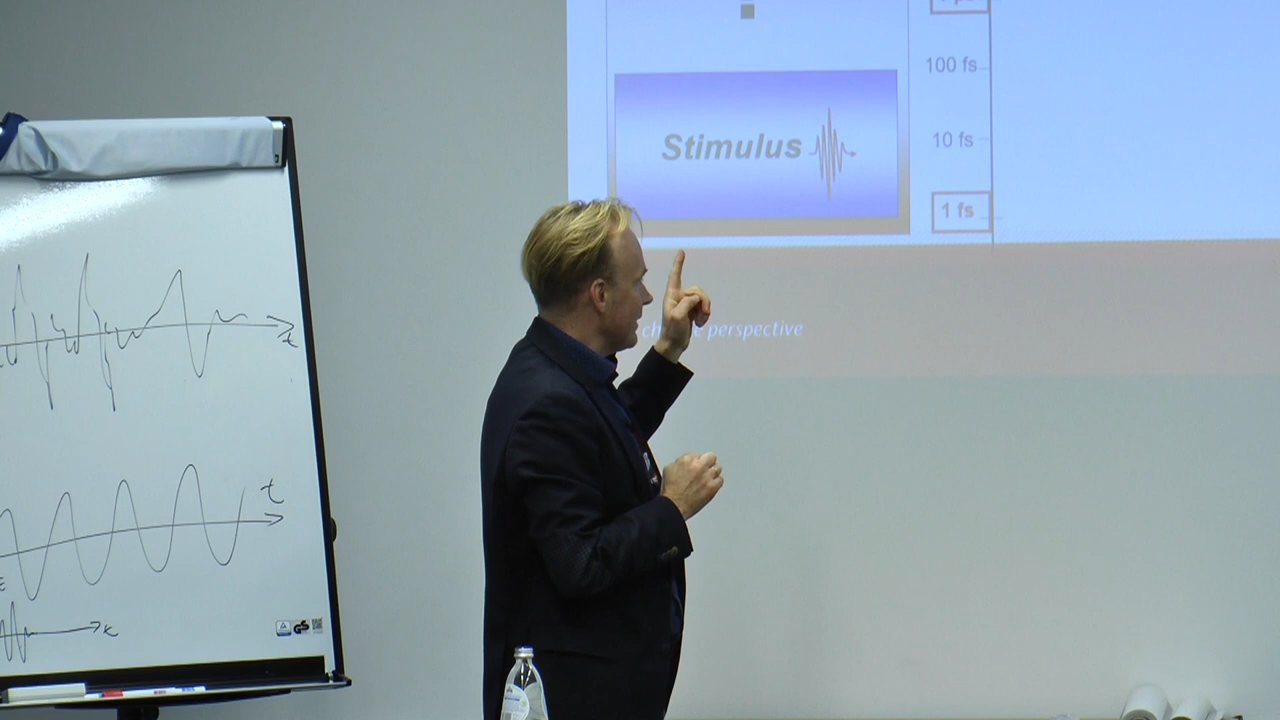 100 fs
Stimulus
10 fs
1 fs
perspective
t
t